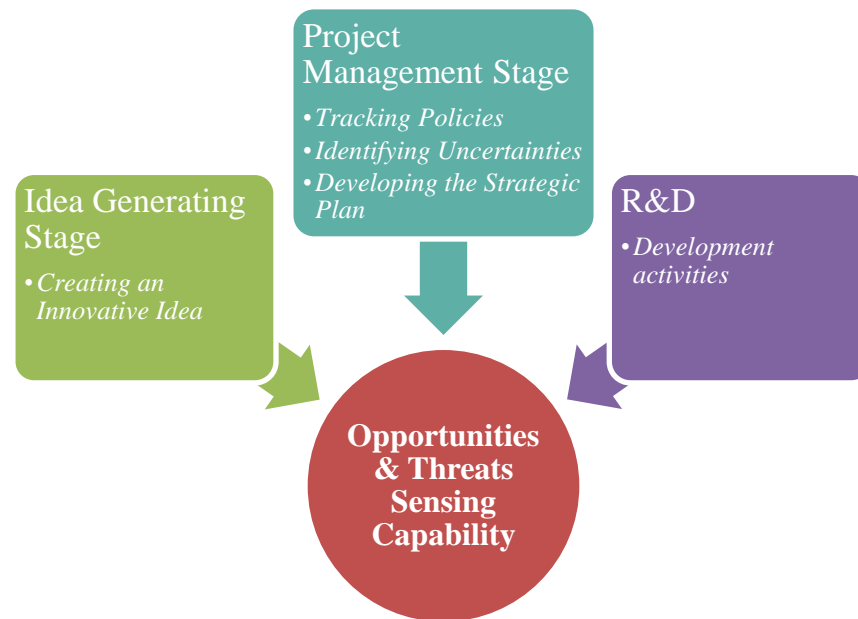 Project
Management Stage
• Tracking Policies
• Identifying Uncertainties
• Developing the Strategic
Plan
Idea Generating
Stage
• Creating an
Innovative Idea
R&D
• Development
activities
Opportunities
& Threats
Sensing
Capability